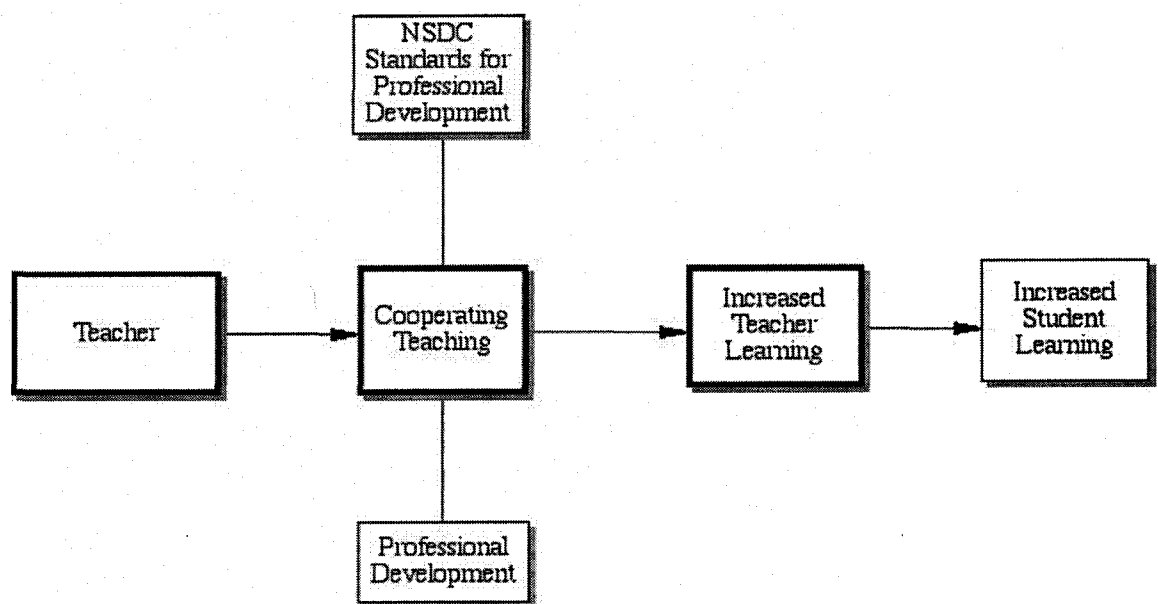 NSDC
Standards for
Professional
Development
Teacher
Cooperating
Teaching
Increased
Teacher
Learning
Increased
Student
Learning
Professional
Development